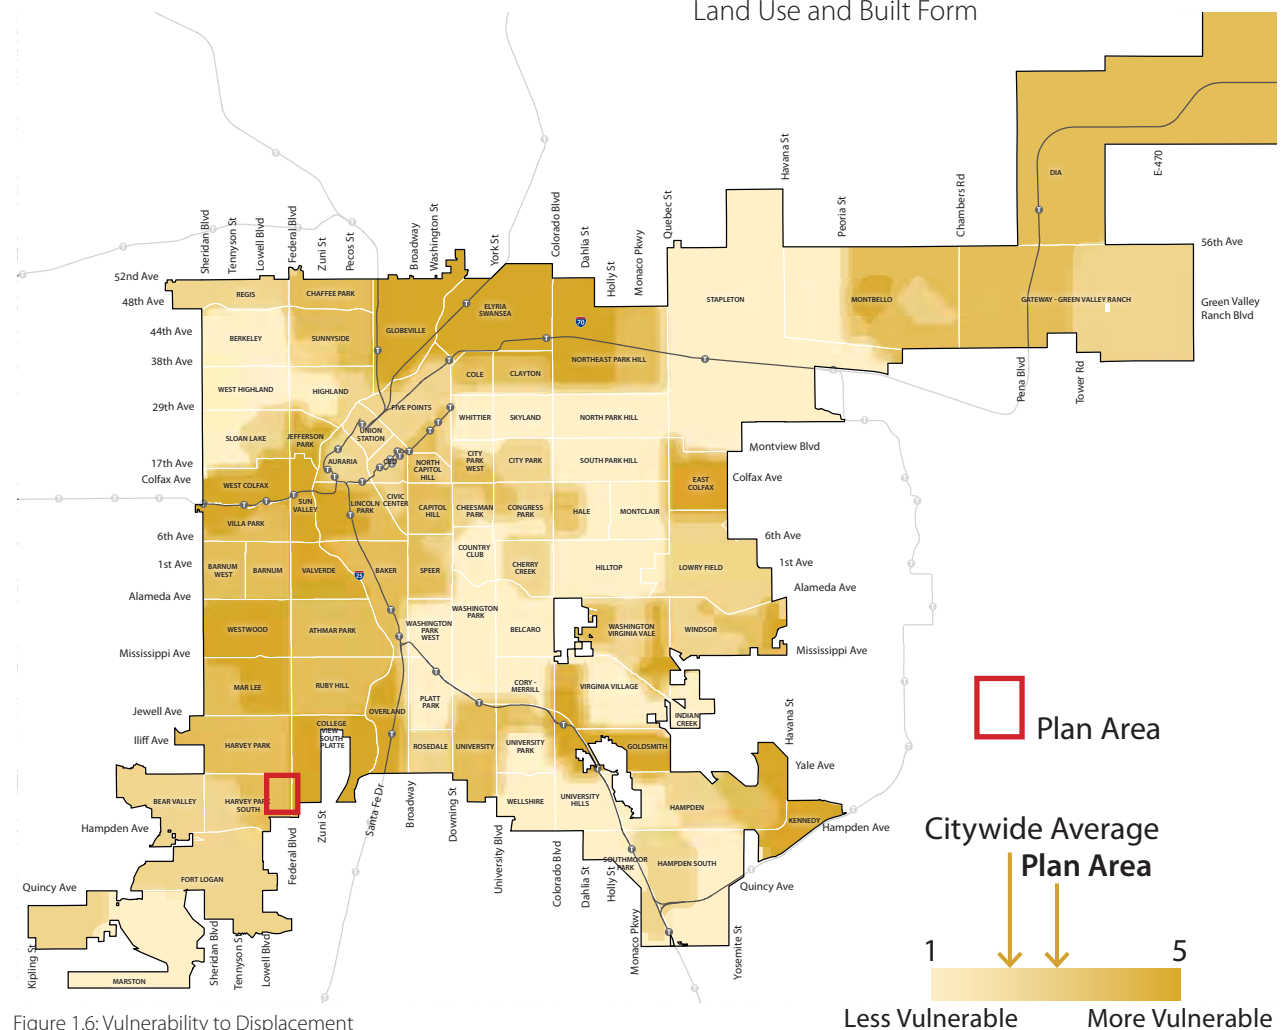 Land Use and Built Form
Sheridan Blvd
Tennyson St
Lowell Blvd
Federal Blvd
Zuni St
Pecos St
Broadway
Washington St
York St
Colorado Blvd
Dahlia St
Holly St
Monaco Pkwy
Quebec St
Havana St
Peoria St
Chambers Rd
E-470
52nd Ave
48th Ave
44th Ave
38th Ave
29th Ave
17th Ave
Colfax Ave
6th Ave
1st Ave
Alameda Ave
Mississippi Ave
Jewell Ave
Iliff Ave
Hampden Ave
Quincy Ave
DIA
56th Ave
Green Valley
Ranch Blvd
REGIS
CHAFFEE PARK
GLOBEVILLE
ELYRIA
SWANSEA
70
STAPLETON
MONTBELLO
GATEWAY - GREEN VALLEY RANCH
BERKELEY
SUNNYSIDE
NORTHEAST PARK HILL
COLE
CLAYTON
Pena Blvd
Tower Rd
WEST HIGHLAND
HIGHLAND
FIVE POINTS
WHITTIER
SKYLAND
NORTH PARK HILL
SLOAN LAKE
JEFFERSON
PARK
UNION
STATION
AURARIA
CBD
NORTH
CAPITOL
HILL
CITY
PARK
WEST
CITY PARK
SOUTH PARK HILL
Montview Blvd
Colfax Ave
EAST
COLFAX
WEST COLFAX
SUN
VALLEY
LINCOLN
PARK
CIVIC
CENTER
CAPITOL
HILL
CHEESMAN
PARK
CONGRESS
PARK
HALE
MONTCLAIR
VILLA PARK
6th Ave
1st Ave
Alameda Ave
BARNUM
WEST
BARNUM
VALVERDE
25
BAKER
SPEER
COUNTRY
CLUB
CHERRY
CREEK
HILLTOP
LOWRY FIELD
WESTWOOD
ATHMAR PARK
WASHINGTON
PARK
WEST
WASHINGTON
PARK
BELCARO
WASHINGTON
VIRGINIA VALE
WINDSOR
Mississippi Ave
MAR LEE
RUBY HILL
OVERLAND
PLATT
PARK
CORY -
MERRILL
VIRGINIA VILLAGE
INDIAN
CREEK
Havana St
Plan Area
HARVEY PARK
COLLEGE
VIEW
SOUTH
PLATTE
ROSEDALE
UNIVERSITY
UNIVERSITY
PARK
GOLDSMITH
Yale Ave
BEAR VALLEY
HARVEY PARK
SOUTH
WELLSHIRE
UNIVERSITY
HILLS
HAMPDEN
KENNEDY
Hampden Ave
FORT LOGAN
SOUTHMOOR
PARK
HAMPDEN SOUTH
Quincy Ave
MARSTON
Kipling St
Sheridan Blvd
Tennyson St
Lowell Blvd
Federal Blvd
Zuni St
Santa Fe Dr
Broadway
Downing St
University Blvd
Colorado Blvd
Dahlia St
Holly St
Monaco Pkwy
Yosemite St
Citywide Average
Plan Area
1
5
Less Vulnerable
More Vulnerable
Figure 1.6: Vulnerability to Displacement